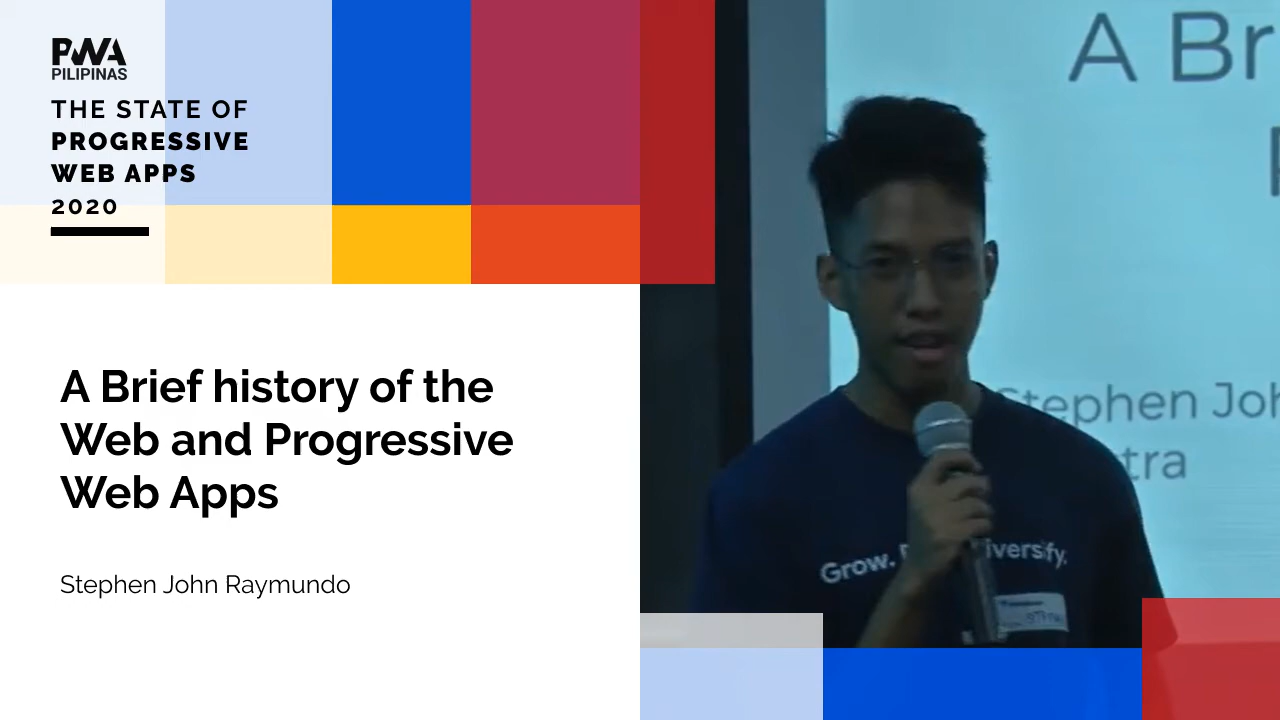 PWA
PILIPINAS
THE STATE OF
PROGRESSIVE
WEB APPS
2020
A Brief history of the
Web and Progressive
Web Apps
Stephen John Raymundo
A Br
Stephen Joh
tra
Grow.